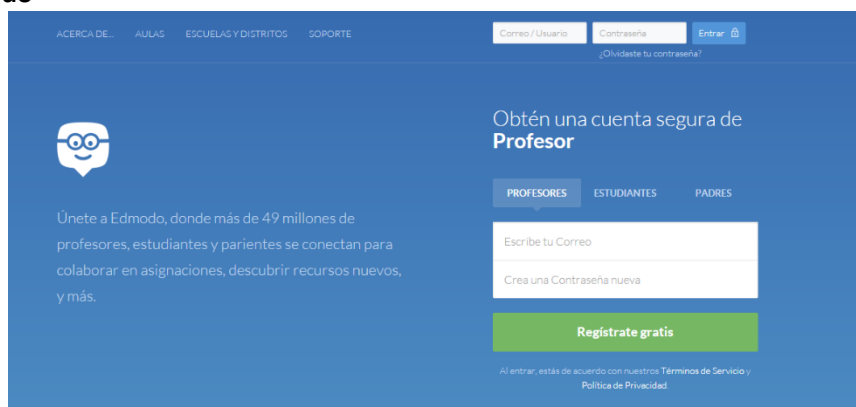 ACERCA DE... AULAS ESCUELAS Y DISTRITOS SOPORTE
Correo / Usuario Contraseña Entrar
¿Olvidaste tu contraseña?
Obtén una cuenta segura de
Profesor
PROFESORES ESTUDIANTES PADRES
Únete a Edmodo, donde más de 49 millones de
profesores, estudiantes y parientes se conectan para
colaborar en asignaciones, descubrir recursos nuevos,
y más.
Escribe tu Correo
Crea una Contraseña nueva
Regístrate gratis
Al entrar, estás de acuerdo con nuestros Términos de Servicio y
Política de Privacidad.